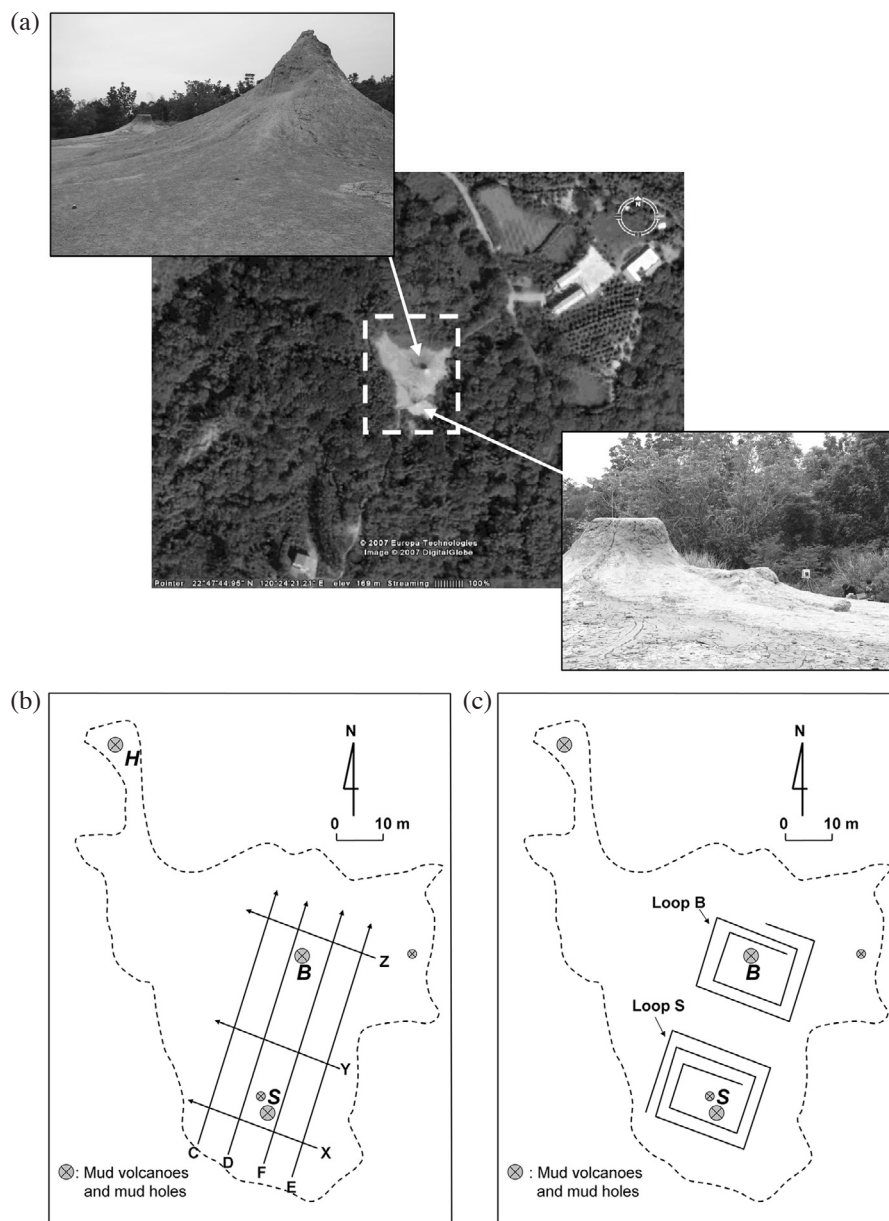 (a)
N
© 2007 Europa Technologies
Image © 2007 DigitalGlobe
Pointer 22°47'44.95" N 120°24'21.21" E elev 169 m Streaming |||||||||| 100%
(b)
H
N
0 10 m
B
Z
Y
S
X
C
D
F
E
: Mud volcanoes
and mud holes
(c)
N
0 10 m
Loop B
B
Loop S
S
: Mud volcanoes
and mud holes